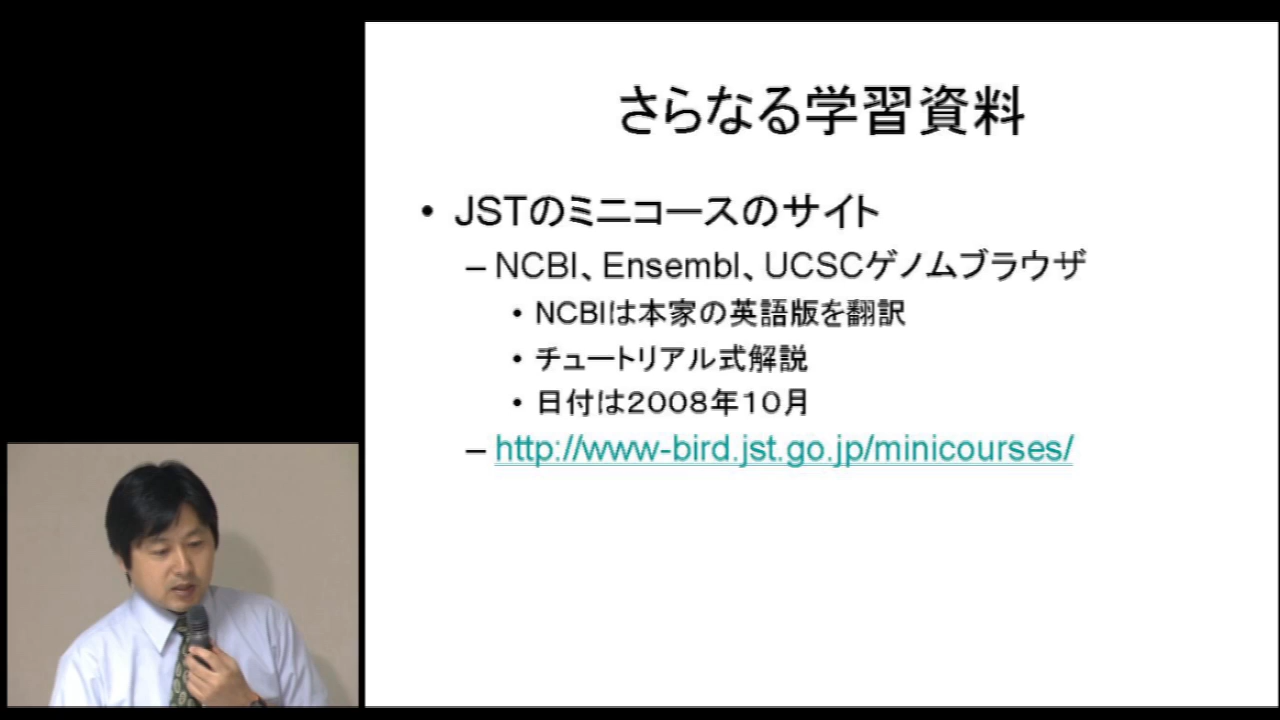 さらなる学習資料
• JSTのミニコースのサイト
– NCBI、Ensembl、UCSCゲノムブラウザ
• NCBIは本家の英語版を翻訳
• チュートリアル式解説
• 日付は２００８年１０月
– http://www-bird.jst.go.jp/minicourses/